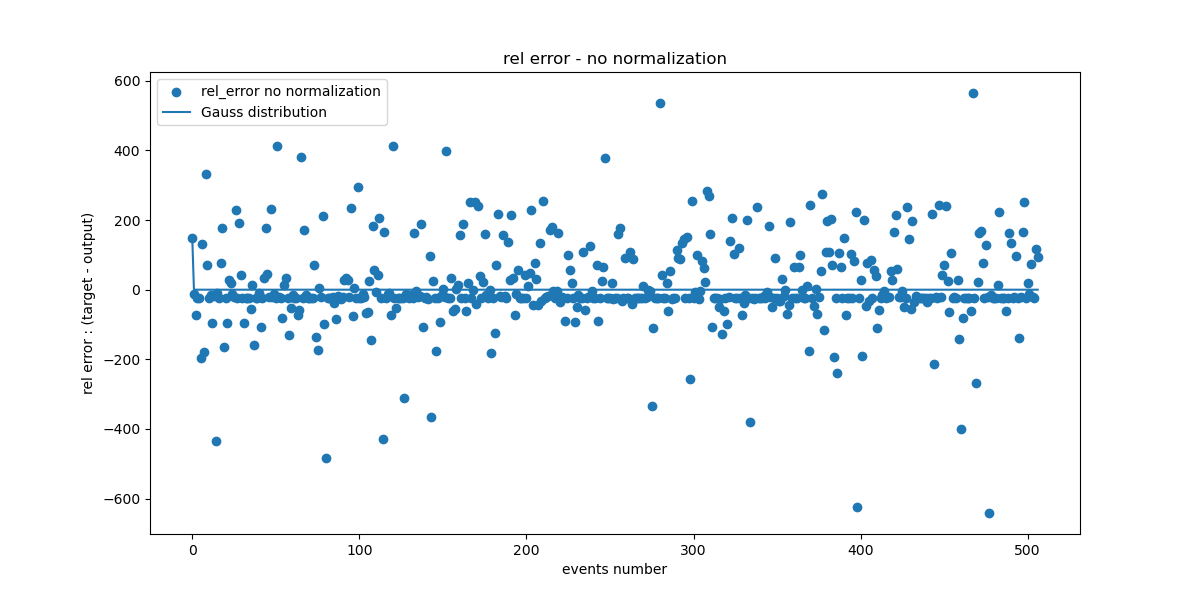 rel error - no normalization
rel_error no normalization
Gauss distribution
600
400
200
0
−200
−400
−600
rel error : (target - output)
0
100
200
300
400
500
events number